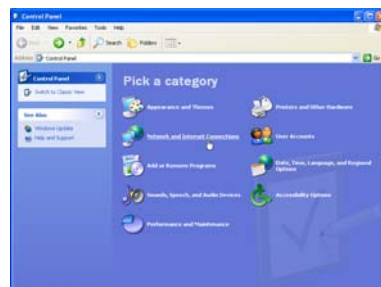 Control Panel
File Edit View Favorites Tools Help
Back Search Folders
Address Control Panel Go
Control Panel
Switch to Classic View
See Also
Windows Update
Help and Support
Pick a category
Appearance and Themes
Printers and Other Hardware
Network and Internet Connections
User Accounts
Add or Remove Programs
Date, Time, Language, and Regional Options
Sounds, Speech, and Audio Devices
Accessibility Options
Performance and Maintenance